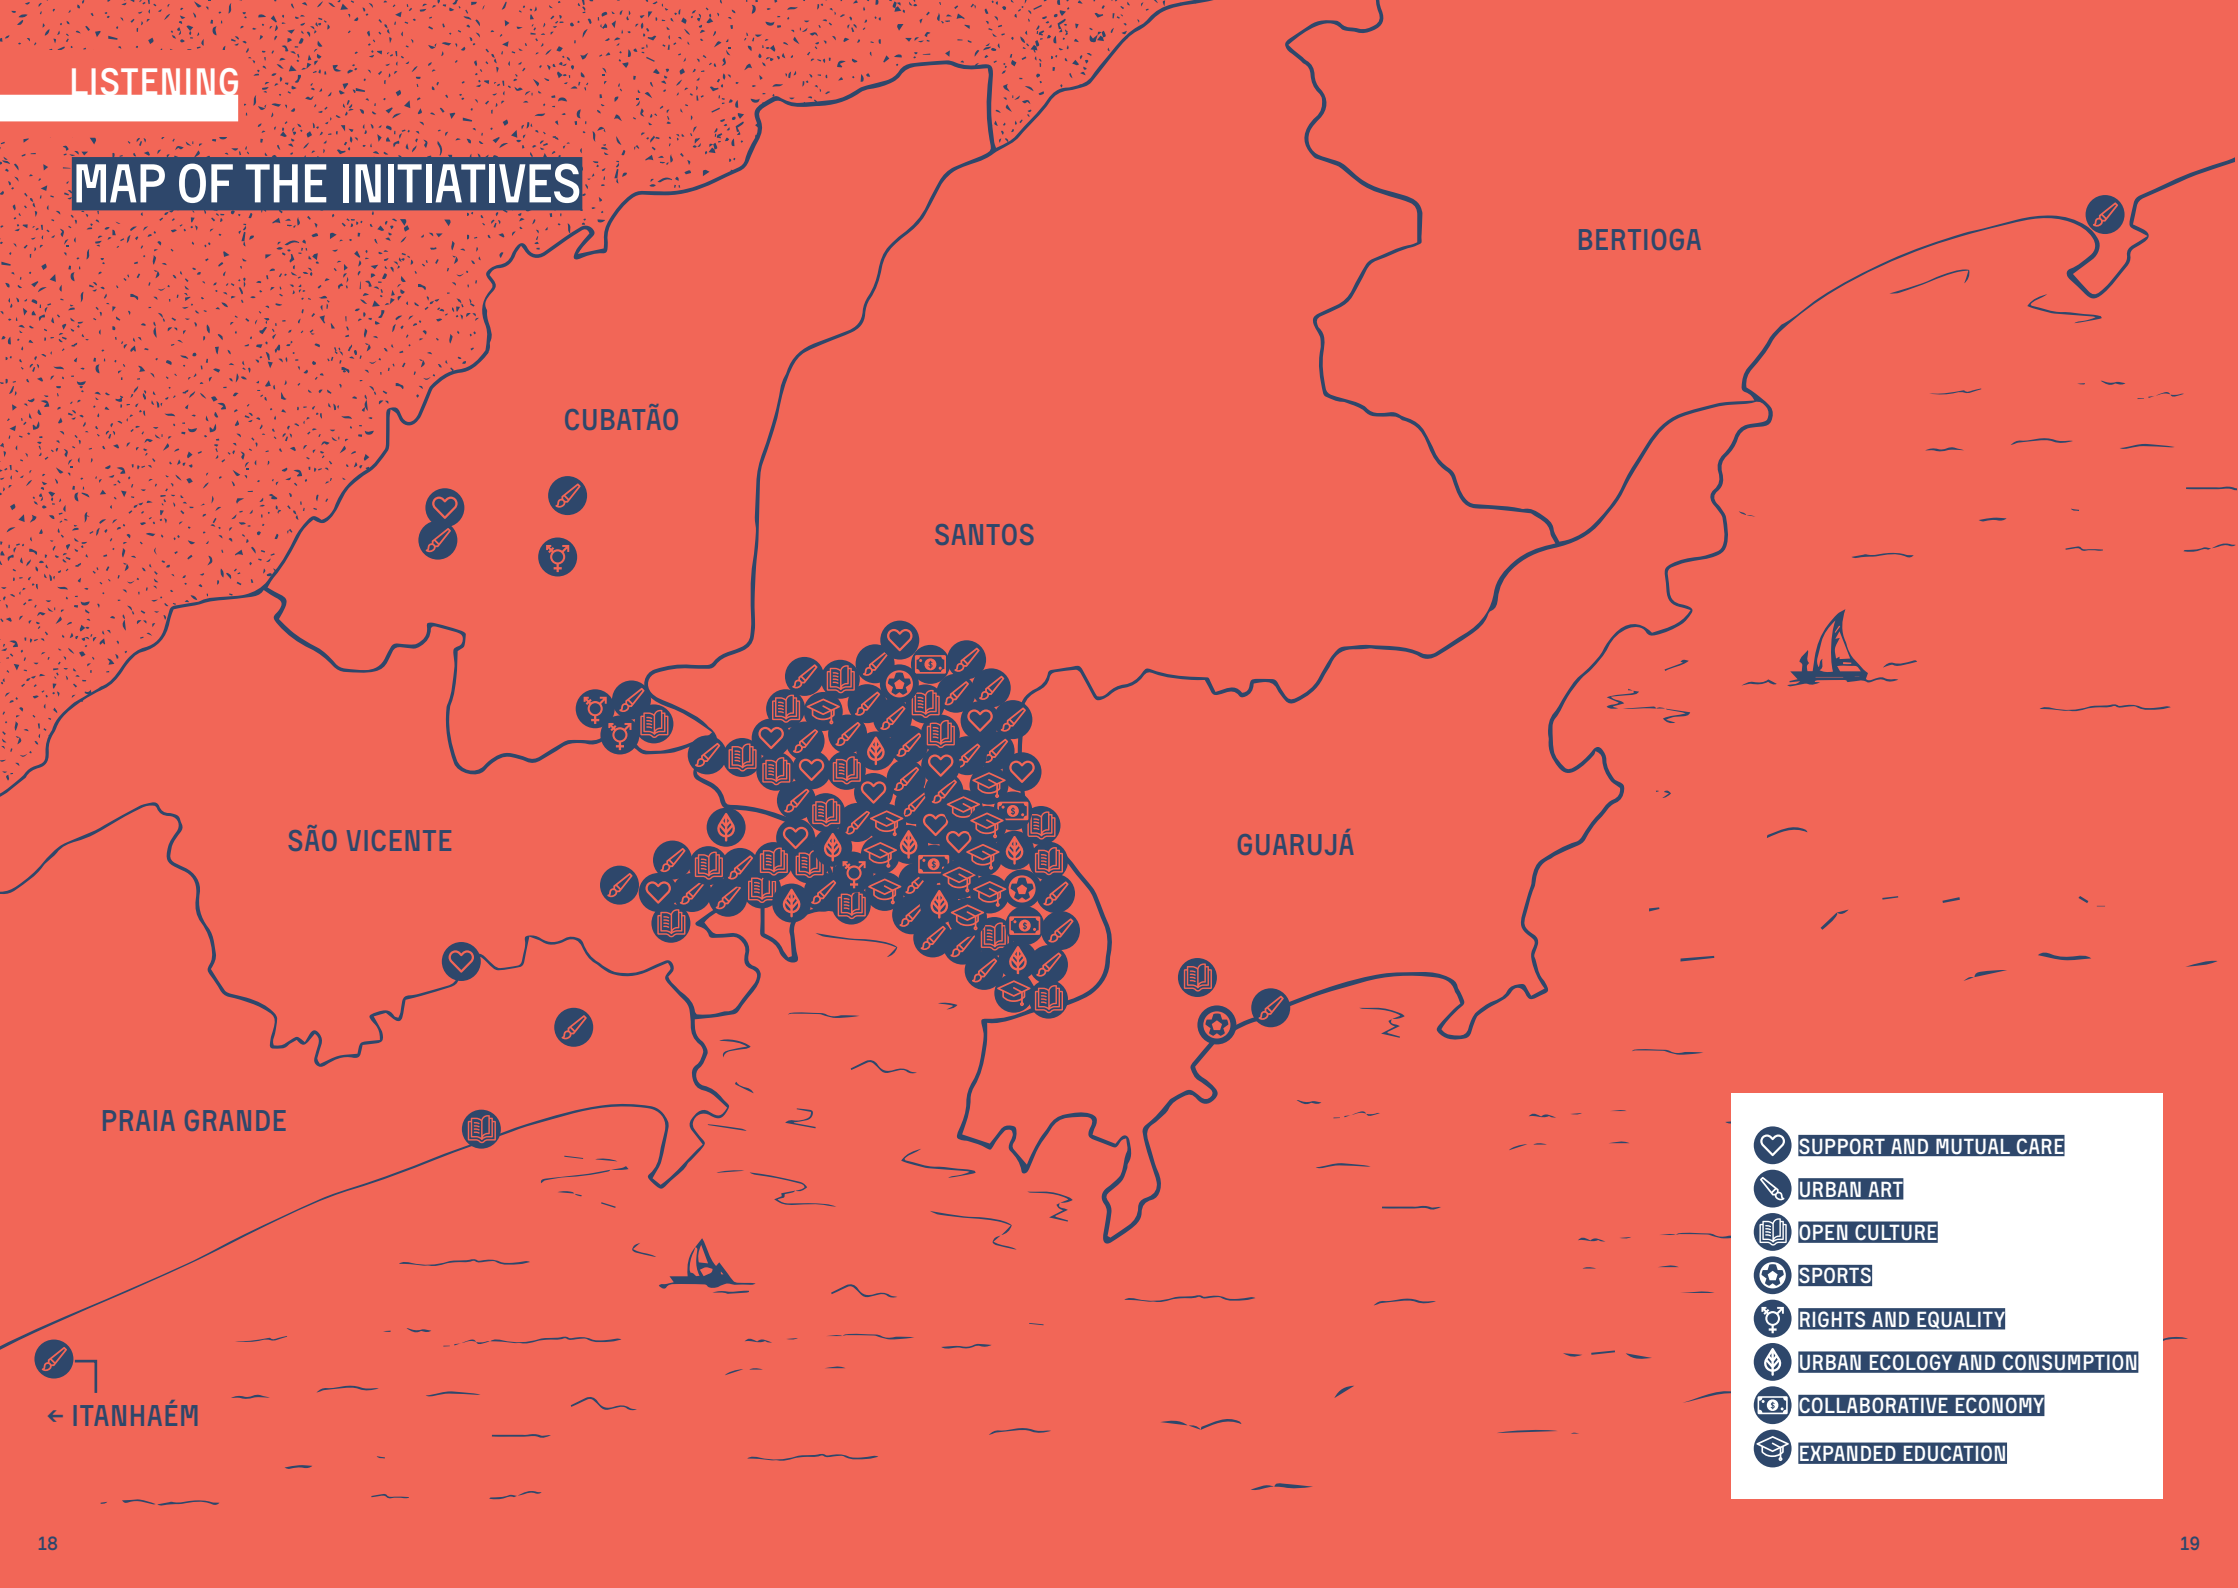 LISTENING
MAP OF THE INITIATIVES
BERTIOGA
CUBATÃO
SANTOS
SÃO VICENTE
GUARUJÁ
PRAIA GRANDE
← ITANHAÉM
SUPPORT AND MUTUAL CARE
URBAN ART
OPEN CULTURE
SPORTS
RIGHTS AND EQUALITY
URBAN ECOLOGY AND CONSUMPTION
COLLABORATIVE ECONOMY
EXPANDED EDUCATION
18
19